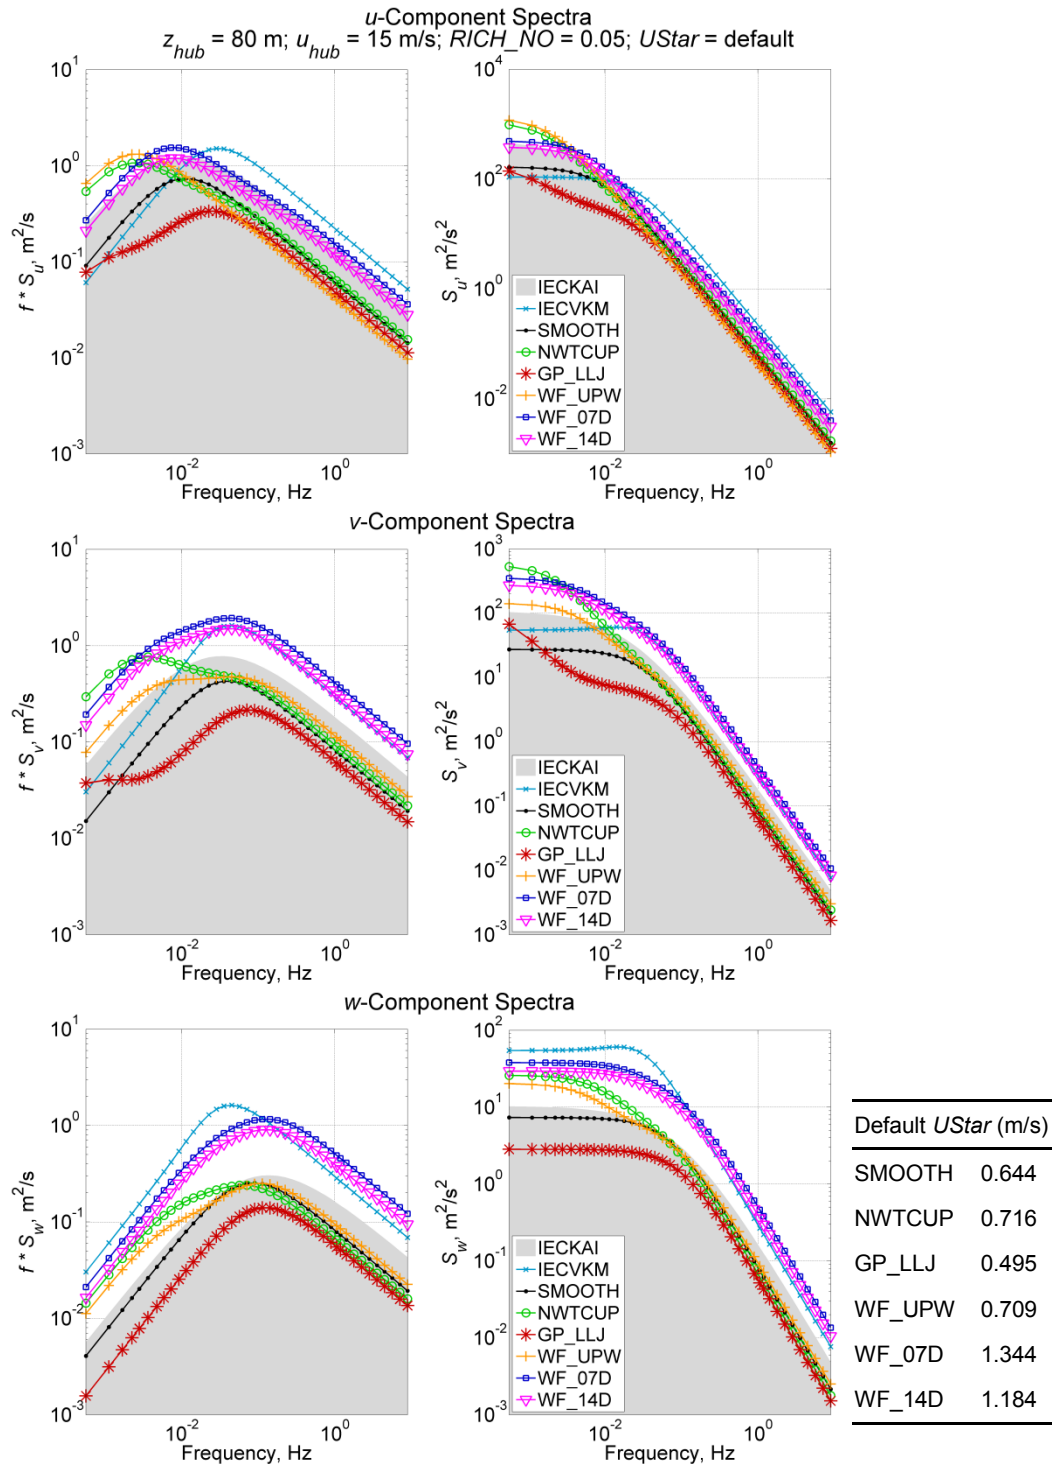 u-Component Spectra
z_hub = 80 m; u_hub = 15 m/s; RICH_NO = 0.05; UStar = default
10^1
10^0
10^-1
10^-2
10^-3
f * S_u, m^2/s
10^-2
10^0
Frequency, Hz
10^4
10^2
10^0
10^-2
S_u, m^2/s^2
IECKAI
IECVKM
SMOOTH
NWTCUP
GP_LLJ
WF_UPW
WF_07D
WF_14D
10^-2
10^0
Frequency, Hz
v-Component Spectra
10^1
10^0
10^-1
10^-2
10^-3
f * S_v, m^2/s
10^-2
10^0
Frequency, Hz
10^3
10^2
10^1
10^0
10^-1
10^-2
10^-3
S_v, m^2/s^2
IECKAI
IECVKM
SMOOTH
NWTCUP
GP_LLJ
WF_UPW
WF_07D
WF_14D
10^-2
10^0
Frequency, Hz
w-Component Spectra
10^1
10^0
10^-1
10^-2
10^-3
f * S_w, m^2/s
10^-2
10^0
Frequency, Hz
10^2
10^1
10^0
10^-1
10^-2
10^-3
S_w, m^2/s^2
IECKAI
IECVKM
SMOOTH
NWTCUP
GP_LLJ
WF_UPW
WF_07D
WF_14D
10^-2
10^0
Frequency, Hz
Default UStar (m/s)
SMOOTH 0.644
NWTCUP 0.716
GP_LLJ 0.495
WF_UPW 0.709
WF_07D 1.344
WF_14D 1.184